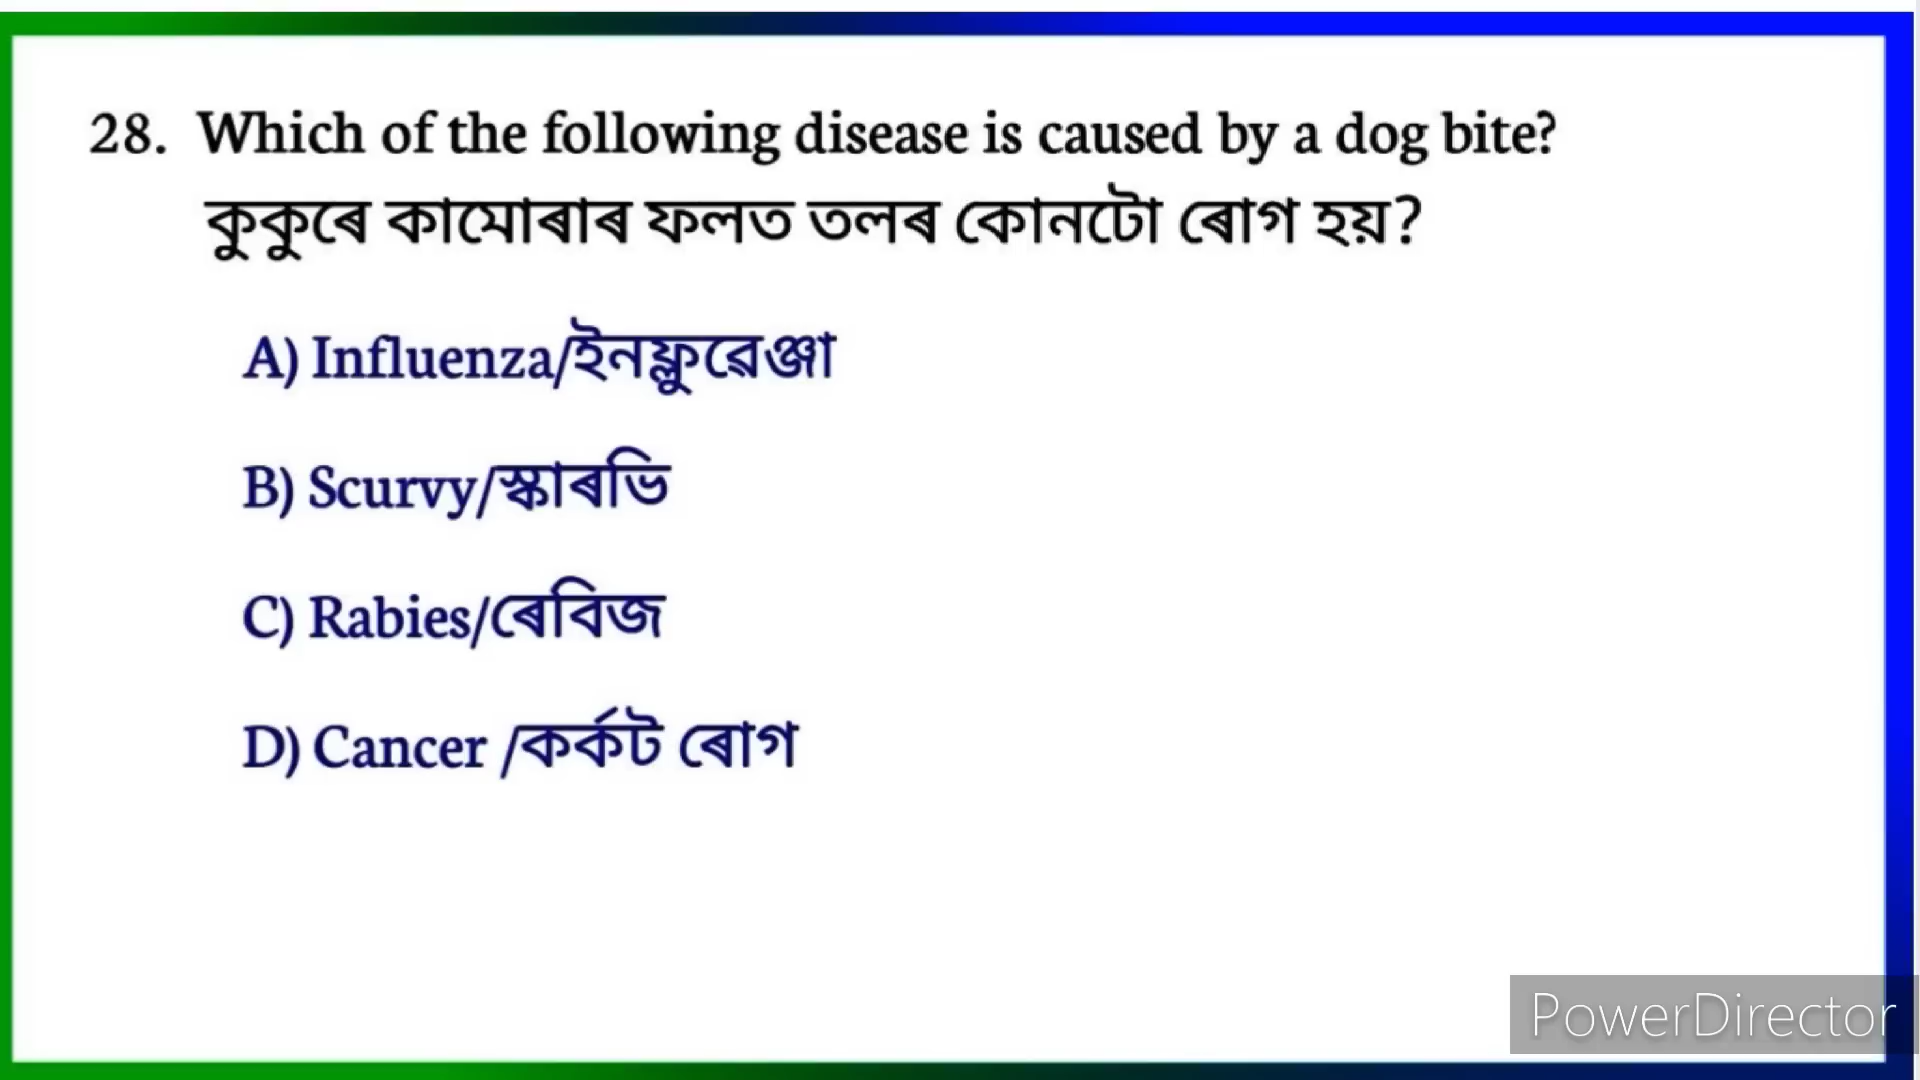 28. Which of the following disease is caused by a dog bite?
কুকুৰে কামোৰাৰ ফলত তলৰ কোনটো ৰোগ হয়?
A) Influenza/ইনফ্লুৱেঞ্জা
B) Scurvy/স্কাৰভি
C) Rabies/ৰেবিজ
D) Cancer /কৰ্কট ৰোগ
PowerDirector